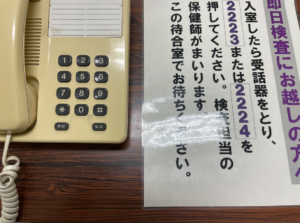 即日検査にお越しの方へ
入室したら受話器をとり、
2223または2224を
押してください。検査担当の
保健師がまいります。
この待合室でお待ちください。
1
2
3
4
5
6
7
8
9
*
0
#